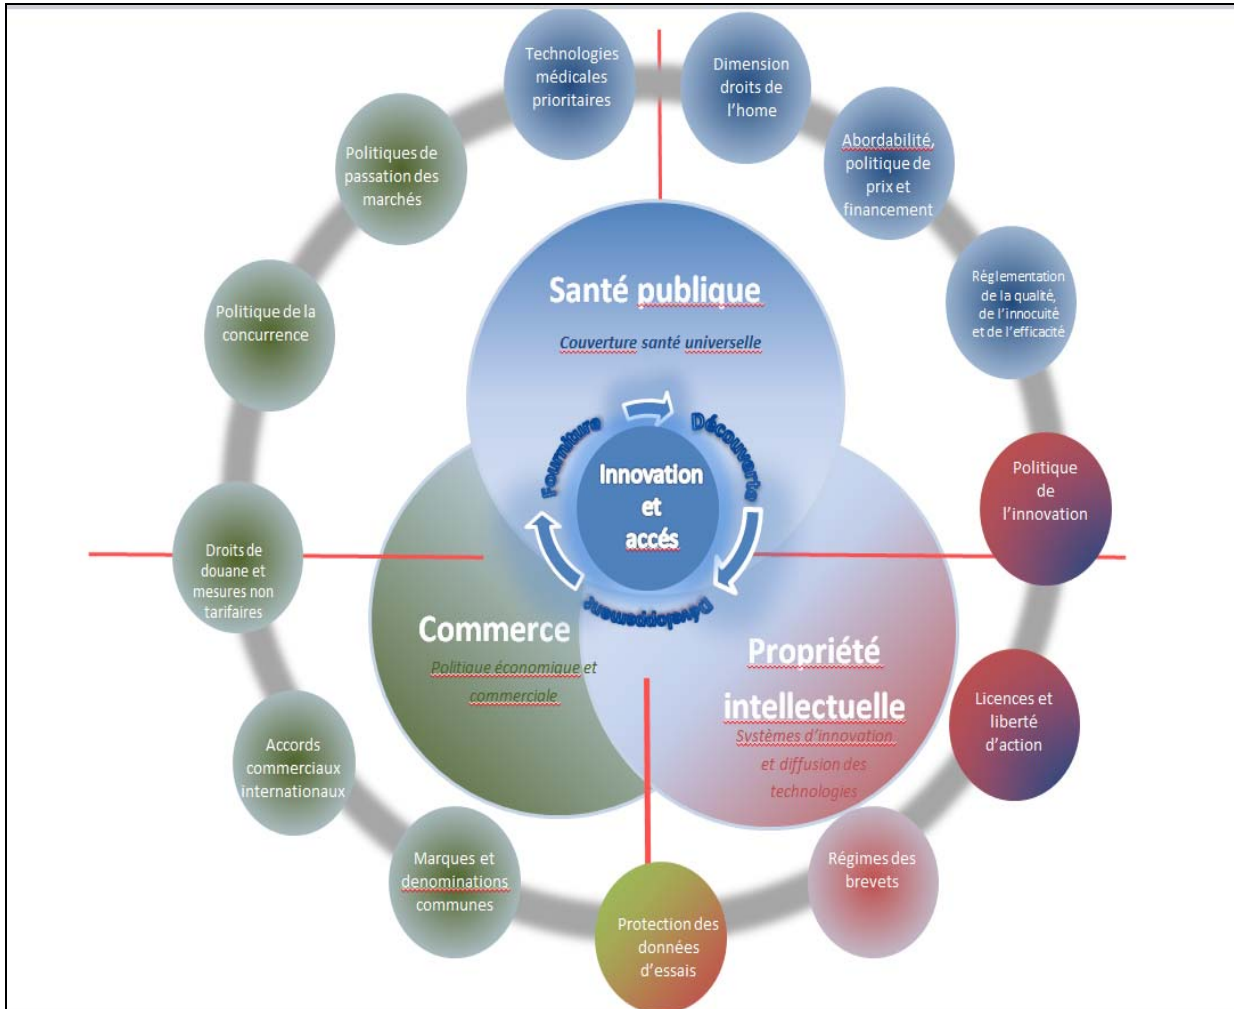 Technologies
médicales
prioritaires
Dimension
droits de
l’home
Abordabilité,
politique de
prix et
financement
Réglementation
de la qualité,
de l’innocuité
et de l’efficacité
Politique
de
l’innovation
Licences et
liberté
d’action
Régimes des
brevets
Protection des
données
d’essais
Marques et
denominations
communes
Accords
commerciaux
internationaux
Droits de
douane et
mesures non
tarifaires
Politique de la
concurrence
Politiques de
passation des
marchés
Santé publique
Couverture santé universelle
Fourniture
Découverte
Développement
Innovation
et
accés
Commerce
Politique économique et
commerciale
Propriété
intellectuelle
Systèmes d’innovation
et diffusion des
technologies